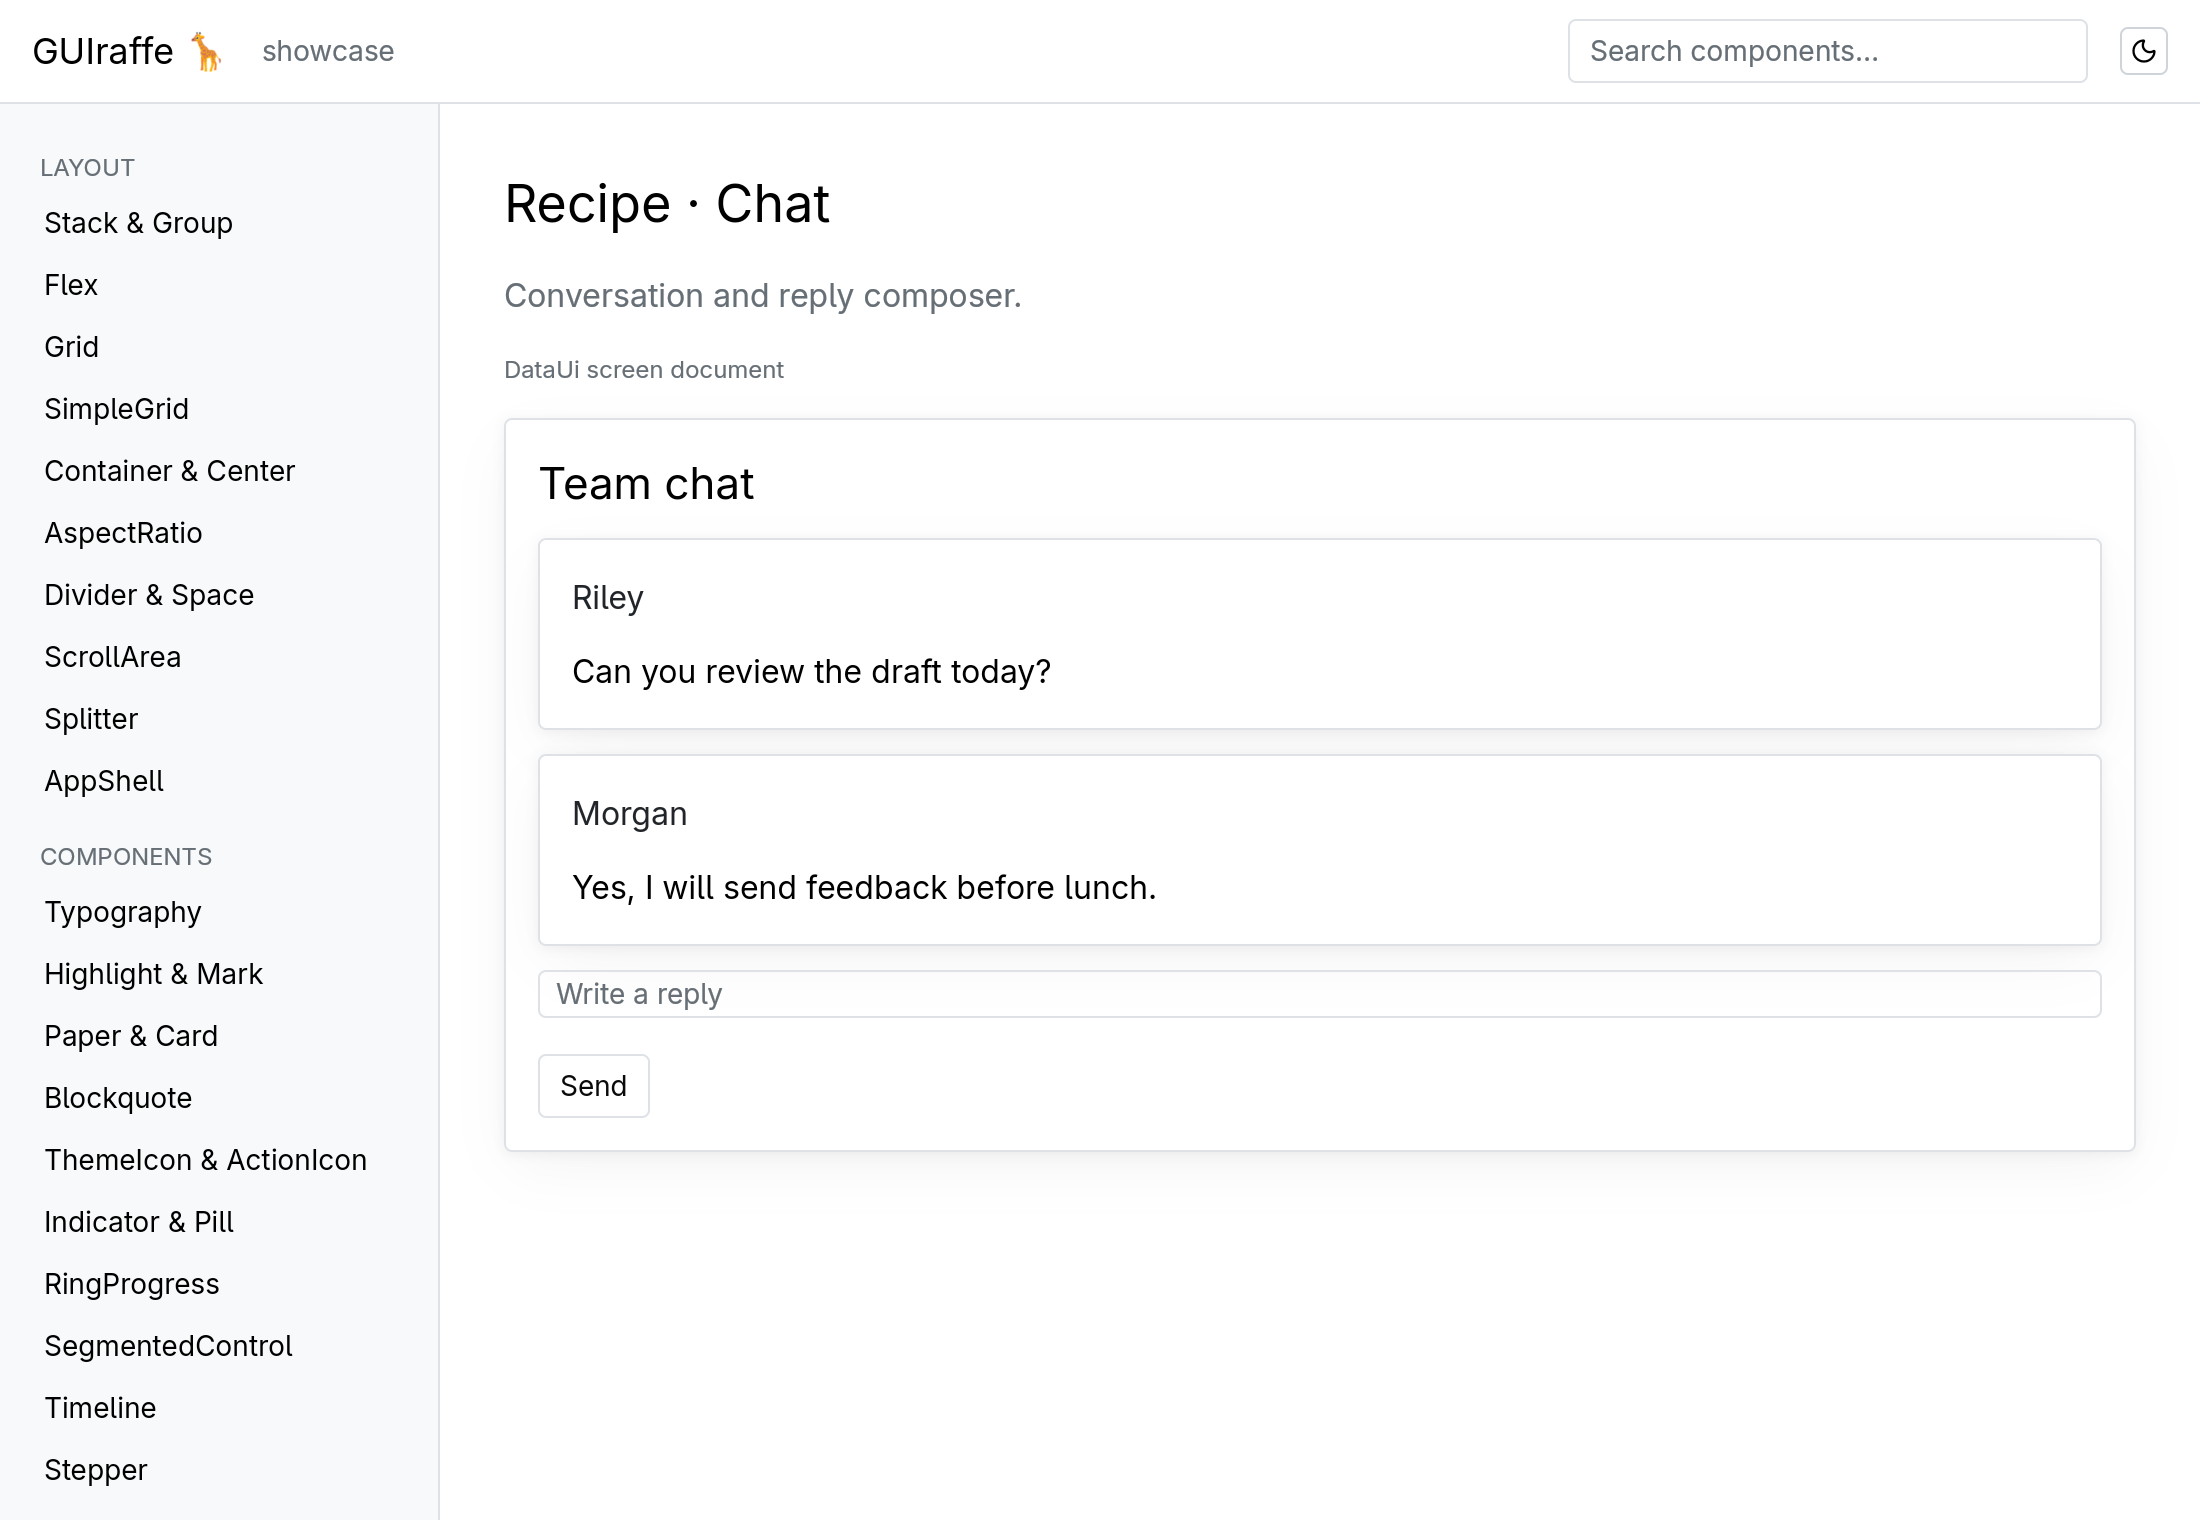 GUIraffe 🦒 showcase
Search components...
LAYOUT
Stack & Group
Flex
Grid
SimpleGrid
Container & Center
AspectRatio
Divider & Space
ScrollArea
Splitter
AppShell
COMPONENTS
Typography
Highlight & Mark
Paper & Card
Blockquote
ThemeIcon & ActionIcon
Indicator & Pill
RingProgress
SegmentedControl
Timeline
Stepper
Recipe · Chat
Conversation and reply composer.
DataUi screen document
Team chat
Riley
Can you review the draft today?
Morgan
Yes, I will send feedback before lunch.
Write a reply
Send